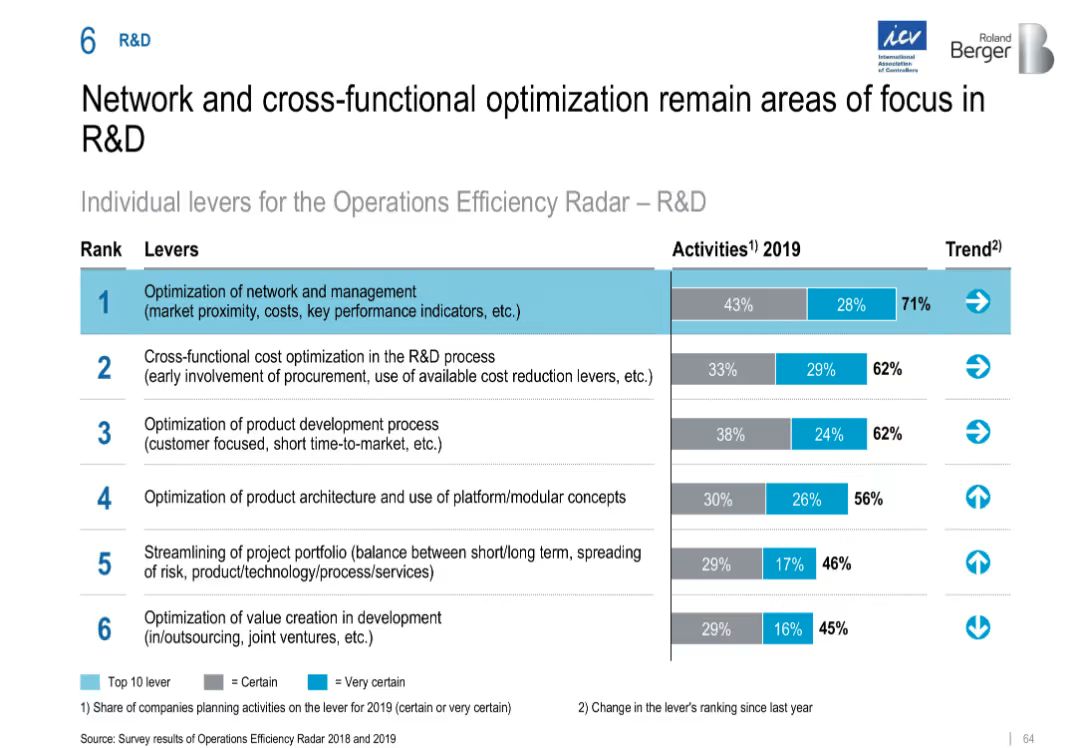 6 R&D
icv
International
Association
of Controllers
Roland
Berger
B
Network and cross-functional optimization remain areas of focus in
R&D
Individual levers for the Operations Efficiency Radar – R&D
Rank Levers Activities1) 2019 Trend2)
1 Optimization of network and management
(market proximity, costs, key performance indicators, etc.)
43% 28% 71%
2 Cross-functional cost optimization in the R&D process
(early involvement of procurement, use of available cost reduction levers, etc.)
33% 29% 62%
3 Optimization of product development process
(customer focused, short time-to-market, etc.)
38% 24% 62%
4 Optimization of product architecture and use of platform/modular concepts
30% 26% 56%
5 Streamlining of project portfolio (balance between short/long term, spreading
of risk, product/technology/process/services)
29% 17% 46%
6 Optimization of value creation in development
(in/outsourcing, joint ventures, etc.)
29% 16% 45%
Top 10 lever = Certain = Very certain
1) Share of companies planning activities on the lever for 2019 (certain or very certain) 2) Change in the lever's ranking since last year
Source: Survey results of Operations Efficiency Radar 2018 and 2019
64